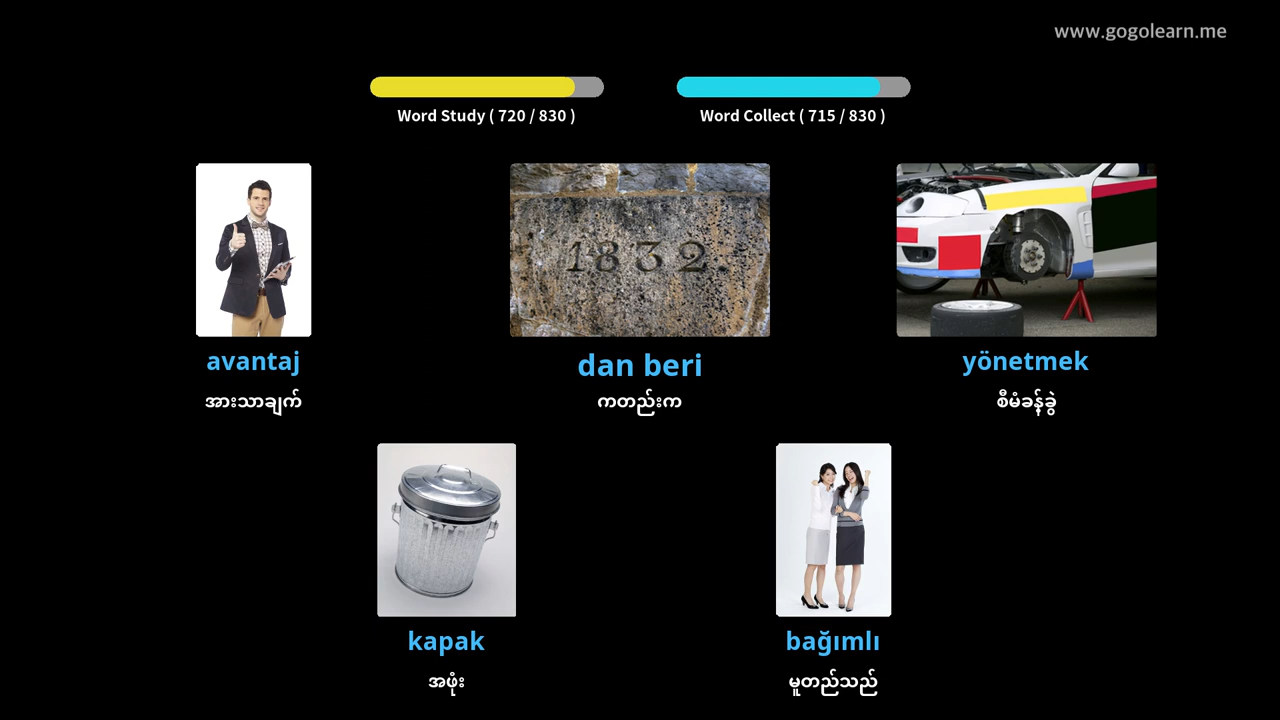 www.gogolearn.me
Word Study ( 720 / 830 )
Word Collect ( 715 / 830 )
1832.
avantaj
dan beri
yönetmek
အားသာချက်
ကတည်းက
စီမံခန့်ခွဲ
kapak
bağımlı
အဖုံး
မူတည်သည်